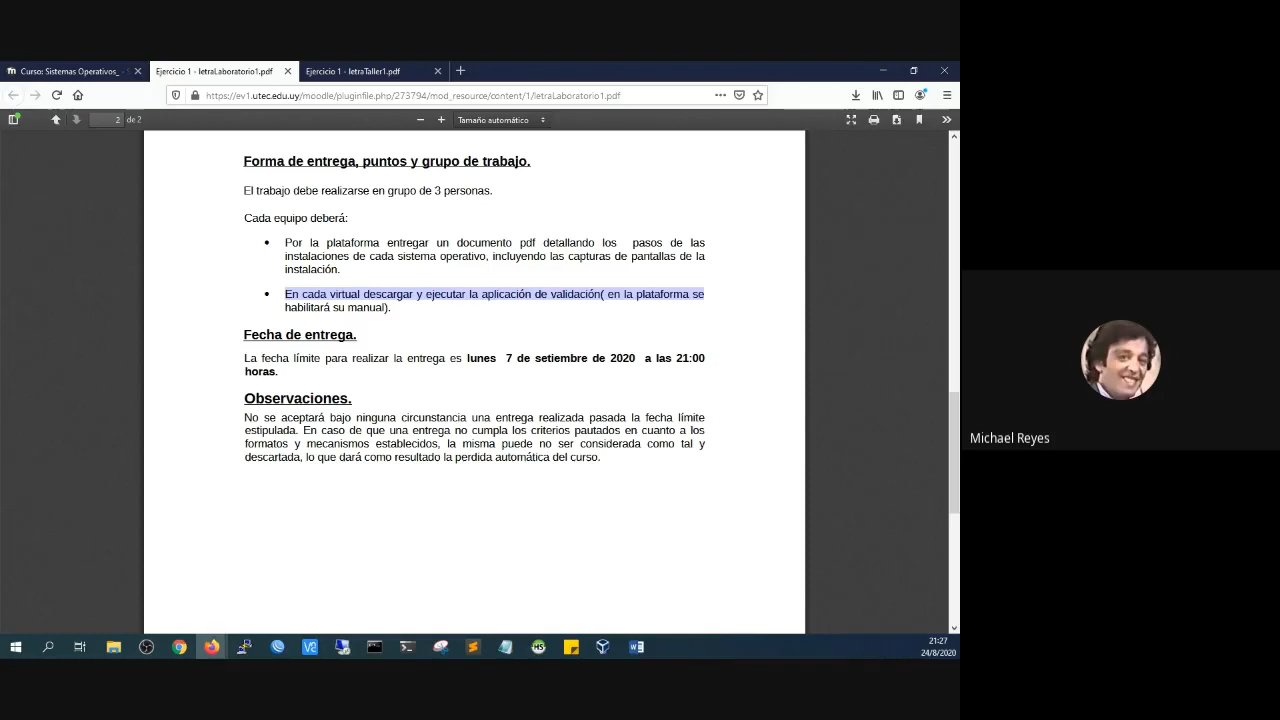 Curso: Sistemas Operativos_ - S
Ejercicio 1 - letraLaboratorio1.pdf
Ejercicio 1 - letraTaller1.pdf
https://ev1.utec.edu.uy/moodle/pluginfile.php/273794/mod_resource/content/1/letraLaboratorio1.pdf
2 de 2
Tamaño automático
Forma de entrega, puntos y grupo de trabajo.
El trabajo debe realizarse en grupo de 3 personas.
Cada equipo deberá:
• Por la plataforma entregar un documento pdf detallando los pasos de las
instalaciones de cada sistema operativo, incluyendo las capturas de pantallas de la
instalación.
• En cada virtual descargar y ejecutar la aplicación de validación( en la plataforma se
habilitará su manual).
Fecha de entrega.
La fecha límite para realizar la entrega es lunes 7 de setiembre de 2020 a las 21:00
horas.
Observaciones.
No se aceptará bajo ninguna circunstancia una entrega realizada pasada la fecha límite
estipulada. En caso de que una entrega no cumpla los criterios pautados en cuanto a los
formatos y mecanismos establecidos, la misma puede no ser considerada como tal y
descartada, lo que dará como resultado la perdida automática del curso.
Michael Reyes
21:27
24/8/2020